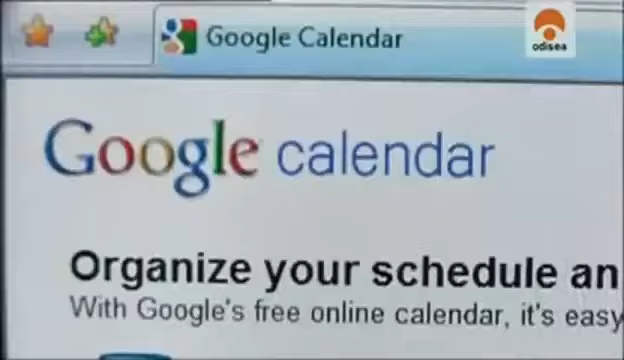 Google Calendar
odisea
Google calendar
Organize your schedule an
With Google's free online calendar, it's easy